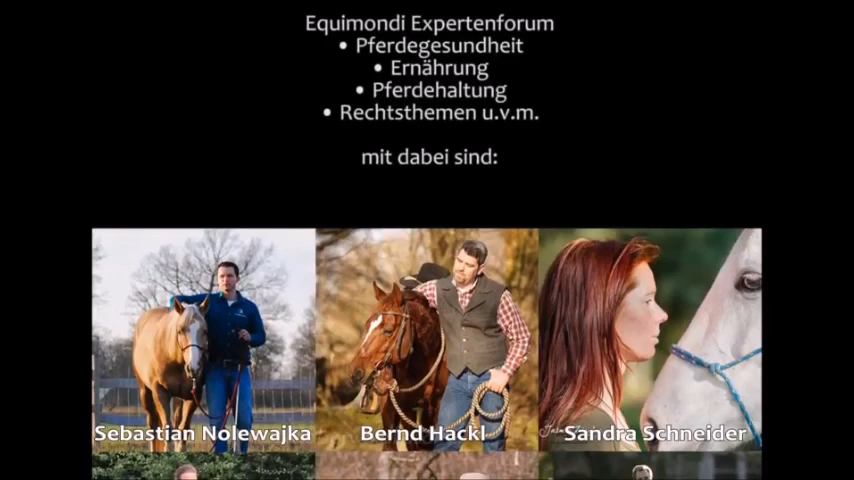 Equimondi Expertenforum
• Pferdegesundheit
• Ernährung
• Pferdehaltung
• Rechtsthemen u.v.m.
mit dabei sind:
Sebastian Nolewajka
Bernd Hackl
Sandra Schneider